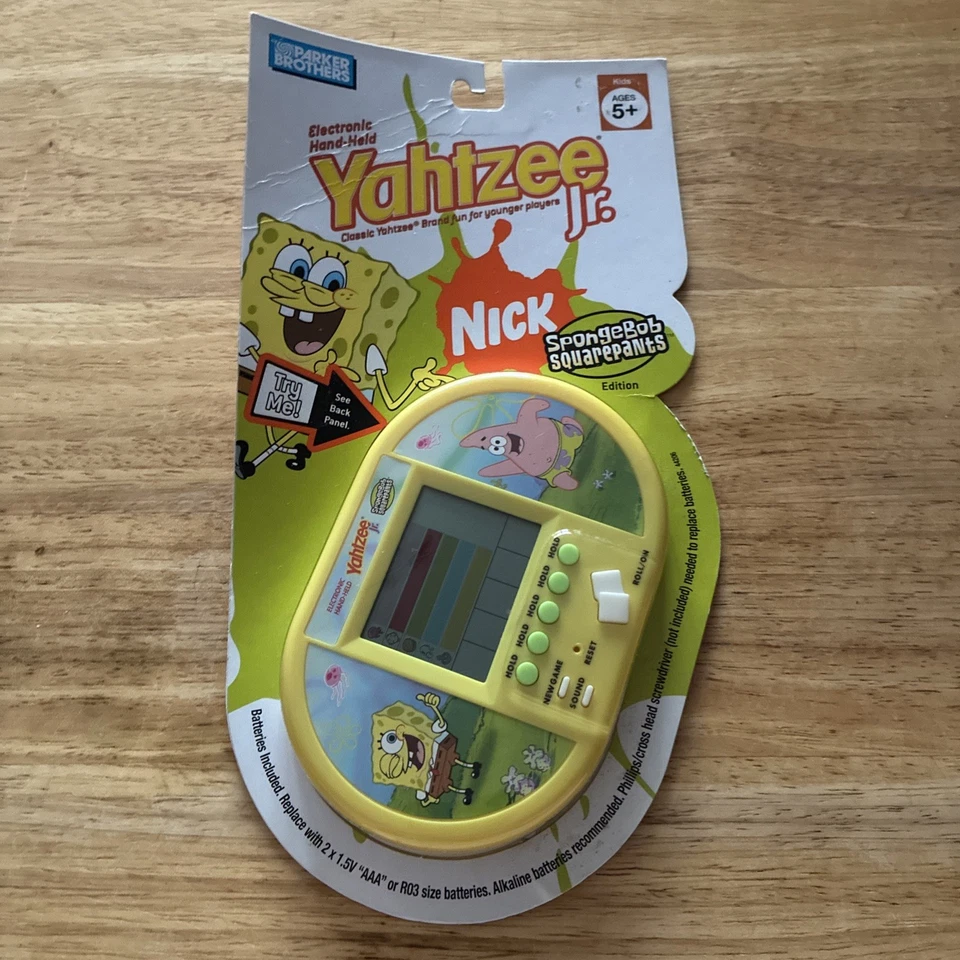 PARKER
BROTHERS
Kids
AGES
5+
Electronic
Hand-Held
Yahtzee®
Jr.
Classic Yahtzee® Brand fun for younger players
NICK
SpongeBob
SquarePants
Edition
Try
Me!
See
Back
Panel.
SpongeBob
SquarePants
Yahtzee®
Jr.
ELECTRONIC
HAND HELD
HOLD
HOLD
HOLD
HOLD
HOLD
ROLL/ON
RESET
NEW GAME
SOUND
Batteries Included. Replace with 2 x 1.5V "AAA" or R03 size batteries. Alkaline batteries recommended. Phillips/cross head screwdriver (not included) needed to replace batteries.